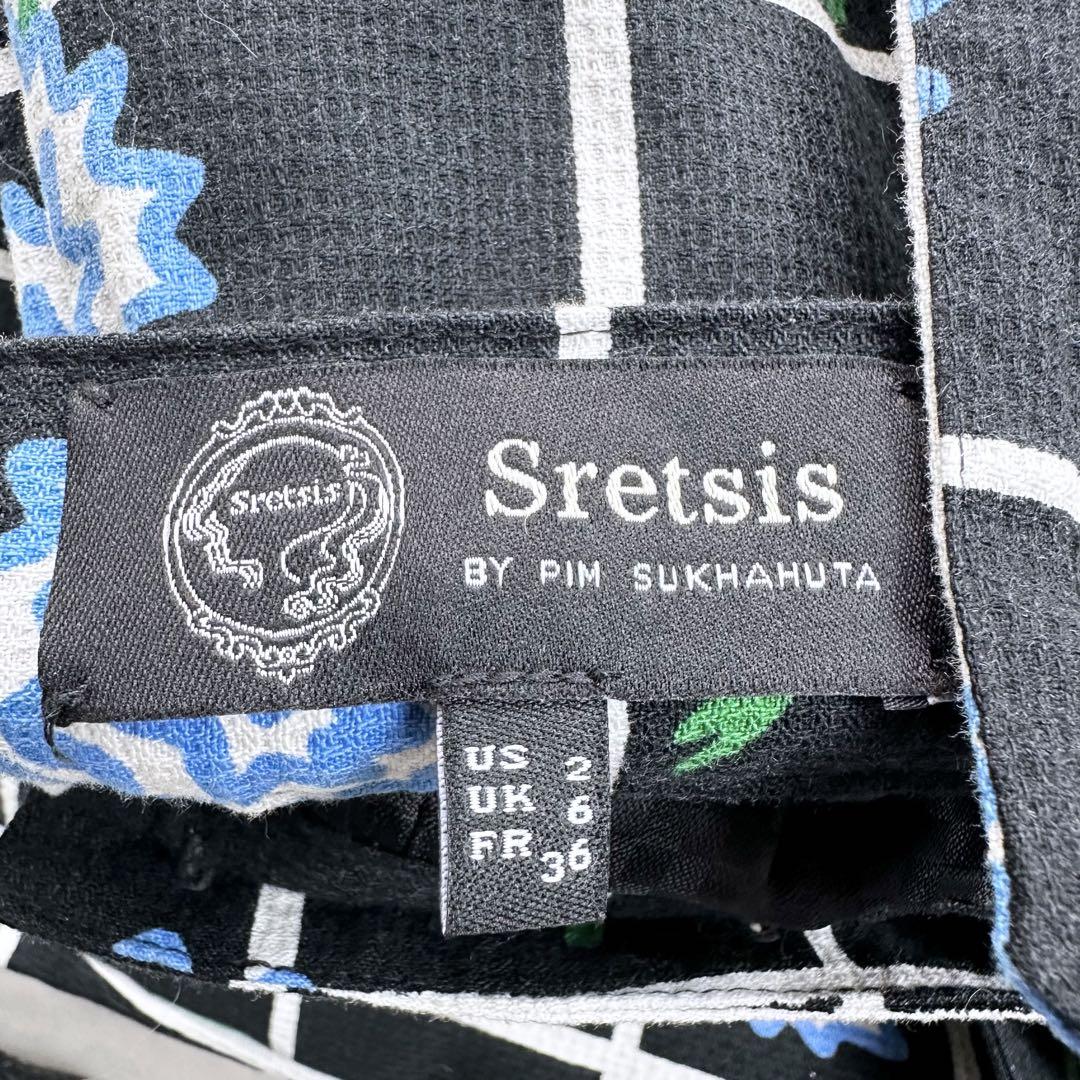 Sretsis
Sretsis
BY PIM SUKHAHUTA
US 2
UK 6
FR 36